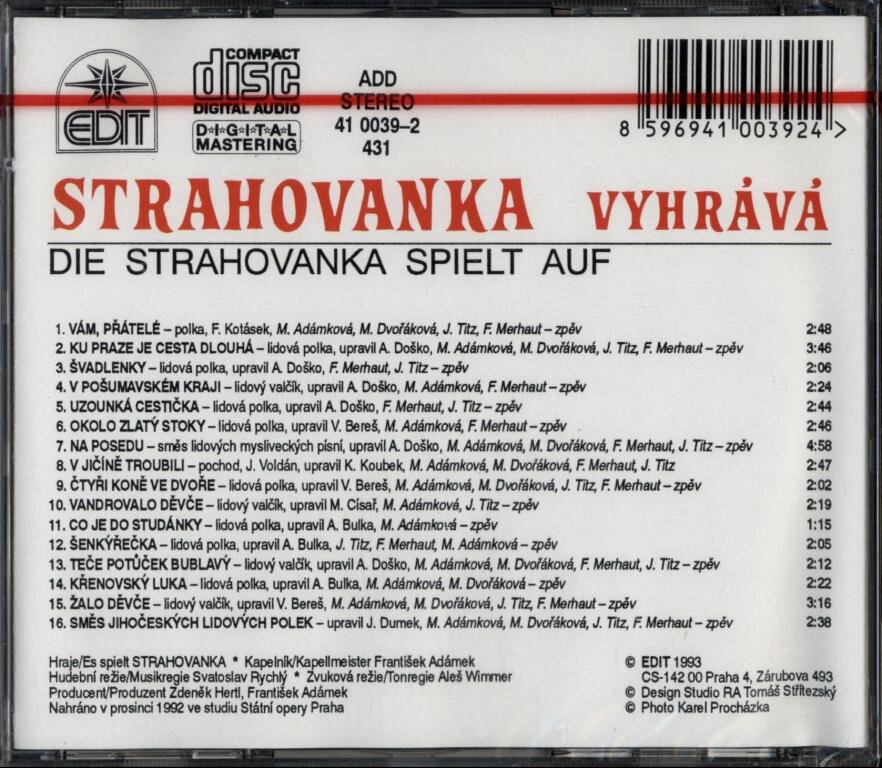 EDIT
COMPACT
disc
DIGITAL AUDIO
D·I·G·I·T·A·L
MASTERING
ADD
STEREO
41 0039–2
431
8 596941 003924 >
STRAHOVANKA VYHRÁVÁ
DIE STRAHOVANKA SPIELT AUF
1. VÁM, PŘÁTELÉ – polka, F. Kotásek, M. Adámková, M. Dvořáková, J. Titz, F. Merhaut – zpěv 2:48
2. KU PRAZE JE CESTA DLOUHÁ – lidová polka, upravil A. Doško, M. Adámková, M. Dvořáková, J. Titz, F. Merhaut – zpěv 3:46
3. ŠVADLENKY – lidová polka, upravil A. Doško, F. Merhaut, J. Titz – zpěv 2:06
4. V POŠUMAVSKÉM KRAJI – lidový valčík, upravil A. Doško, M. Adámková, F. Merhaut – zpěv 2:24
5. UZOUNKÁ CESTIČKA – lidová polka, upravil A. Doško, F. Merhaut, J. Titz – zpěv 2:44
6. OKOLO ZLATÝ STOKY – lidová polka, upravil V. Bereš, M. Adámková, F. Merhaut – zpěv 2:46
7. NA POSEDU – směs lidových mysliveckých písní, upravil A. Doško, M. Adámková, M. Dvořáková, F. Merhaut, J. Titz – zpěv 4:58
8. V JIČÍNĚ TROUBILI – pochod, J. Voldán, upravil K. Koubek, M. Adámková, M. Dvořáková, F. Merhaut, J. Titz 2:47
9. ČTYŘI KONĚ VE DVOŘE – lidová polka, upravil V. Bereš, M. Adámková, M. Dvořáková, J. Titz, F. Merhaut – zpěv 2:02
10. VANDROVALO DĚVČE – lidový valčík, upravil M. Císař, M. Adámková, J. Titz – zpěv 2:19
11. CO JE DO STUDÁNKY – lidová polka, upravil A. Bulka, M. Adámková – zpěv 1:15
12. ŠENKÝŘEČKA – lidová polka, upravil A. Bulka, J. Titz, F. Merhaut, M. Adámková – zpěv 2:05
13. TEČE POTŮČEK BUBLAVÝ – lidový valčík, upravil A. Doško, M. Adámková, M. Dvořáková, F. Merhaut, J. Titz – zpěv 2:12
14. KŘENOVSKÝ LUKA – lidová polka, upravil A. Bulka, M. Adámková, M. Dvořáková – zpěv 2:22
15. ŽALO DĚVČE – lidový valčík, upravil V. Bereš, M. Adámková, M. Dvořáková, J. Titz, F. Merhaut – zpěv 3:16
16. SMĚS JIHOČESKÝCH LIDOVÝCH POLEK – upravil J. Dumek, M. Adámková, M. Dvořáková, J. Titz, F. Merhaut – zpěv 2:38
Hraje/Es spielt STRAHOVANKA * Kapelník/Kapellmeister František Adámek
Hudební režie/Musikregie Svatoslav Rychlý * Zvuková režie/Tonregie Aleš Wimmer
Producent/Produzent Zdeněk Hertl, František Adámek
Nahráno v prosinci 1992 ve studiu Státní opery Praha
© EDIT 1993
CS-142 00 Praha 4, Zárubova 493
© Design Studio RA Tomáš Střítezský
© Photo Karel Procházka